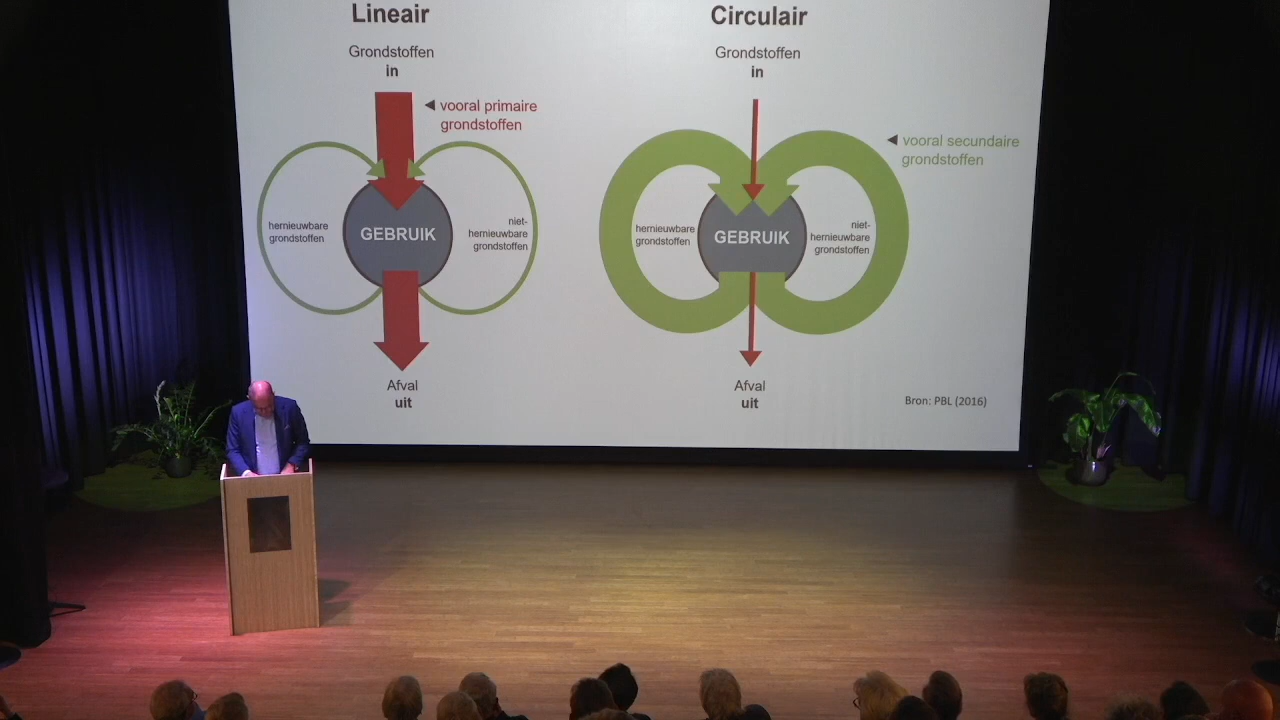 Lineair
Grondstoffen
in
vooral primaire
grondstoffen
hernieuwbare
grondstoffen
GEBRUIK
niet-
hernieuwbare
grondstoffen
Afval
uit
Circulair
Grondstoffen
in
vooral secundaire
grondstoffen
hernieuwbare
grondstoffen
GEBRUIK
niet-
hernieuwbare
grondstoffen
Afval
uit
Bron: PBL (2016)